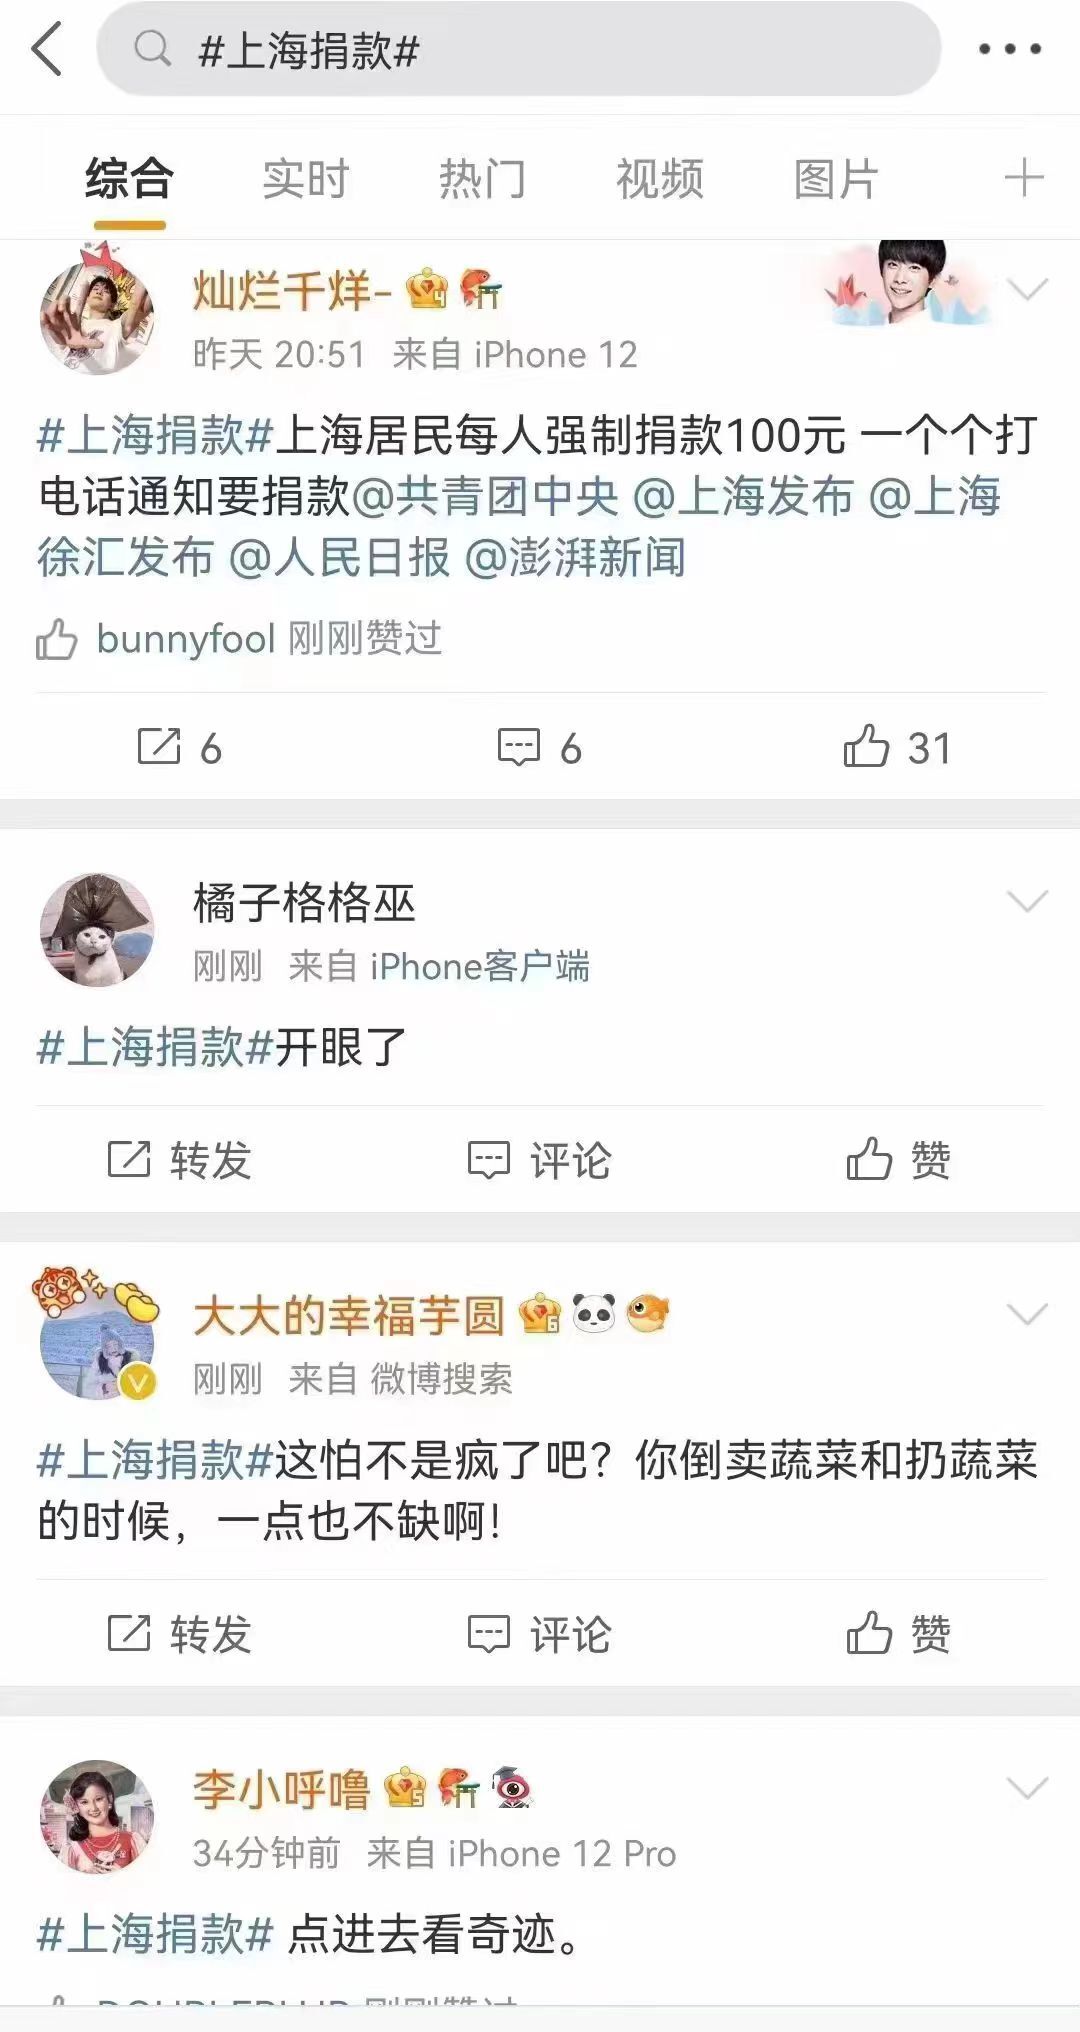 #上海捐款#
综合 实时 热门 视频 图片
灿烂千烊-
昨天 20:51 来自 iPhone 12
#上海捐款#上海居民每人强制捐款100元 一个个打
电话通知要捐款@共青团中央 @上海发布 @上海
徐汇发布 @人民日报 @澎湃新闻
bunnyfool 刚刚赞过
6 6 31
橘子格格巫
刚刚 来自 iPhone客户端
#上海捐款#开眼了
转发 评论 赞
大大的幸福芋圆
刚刚 来自 微博搜索
#上海捐款#这怕不是疯了吧？你倒卖蔬菜和扔蔬菜
的时候，一点也不缺啊！
转发 评论 赞
李小呼噜
34分钟前 来自 iPhone 12 Pro
#上海捐款# 点进去看奇迹。
刚刚赞过